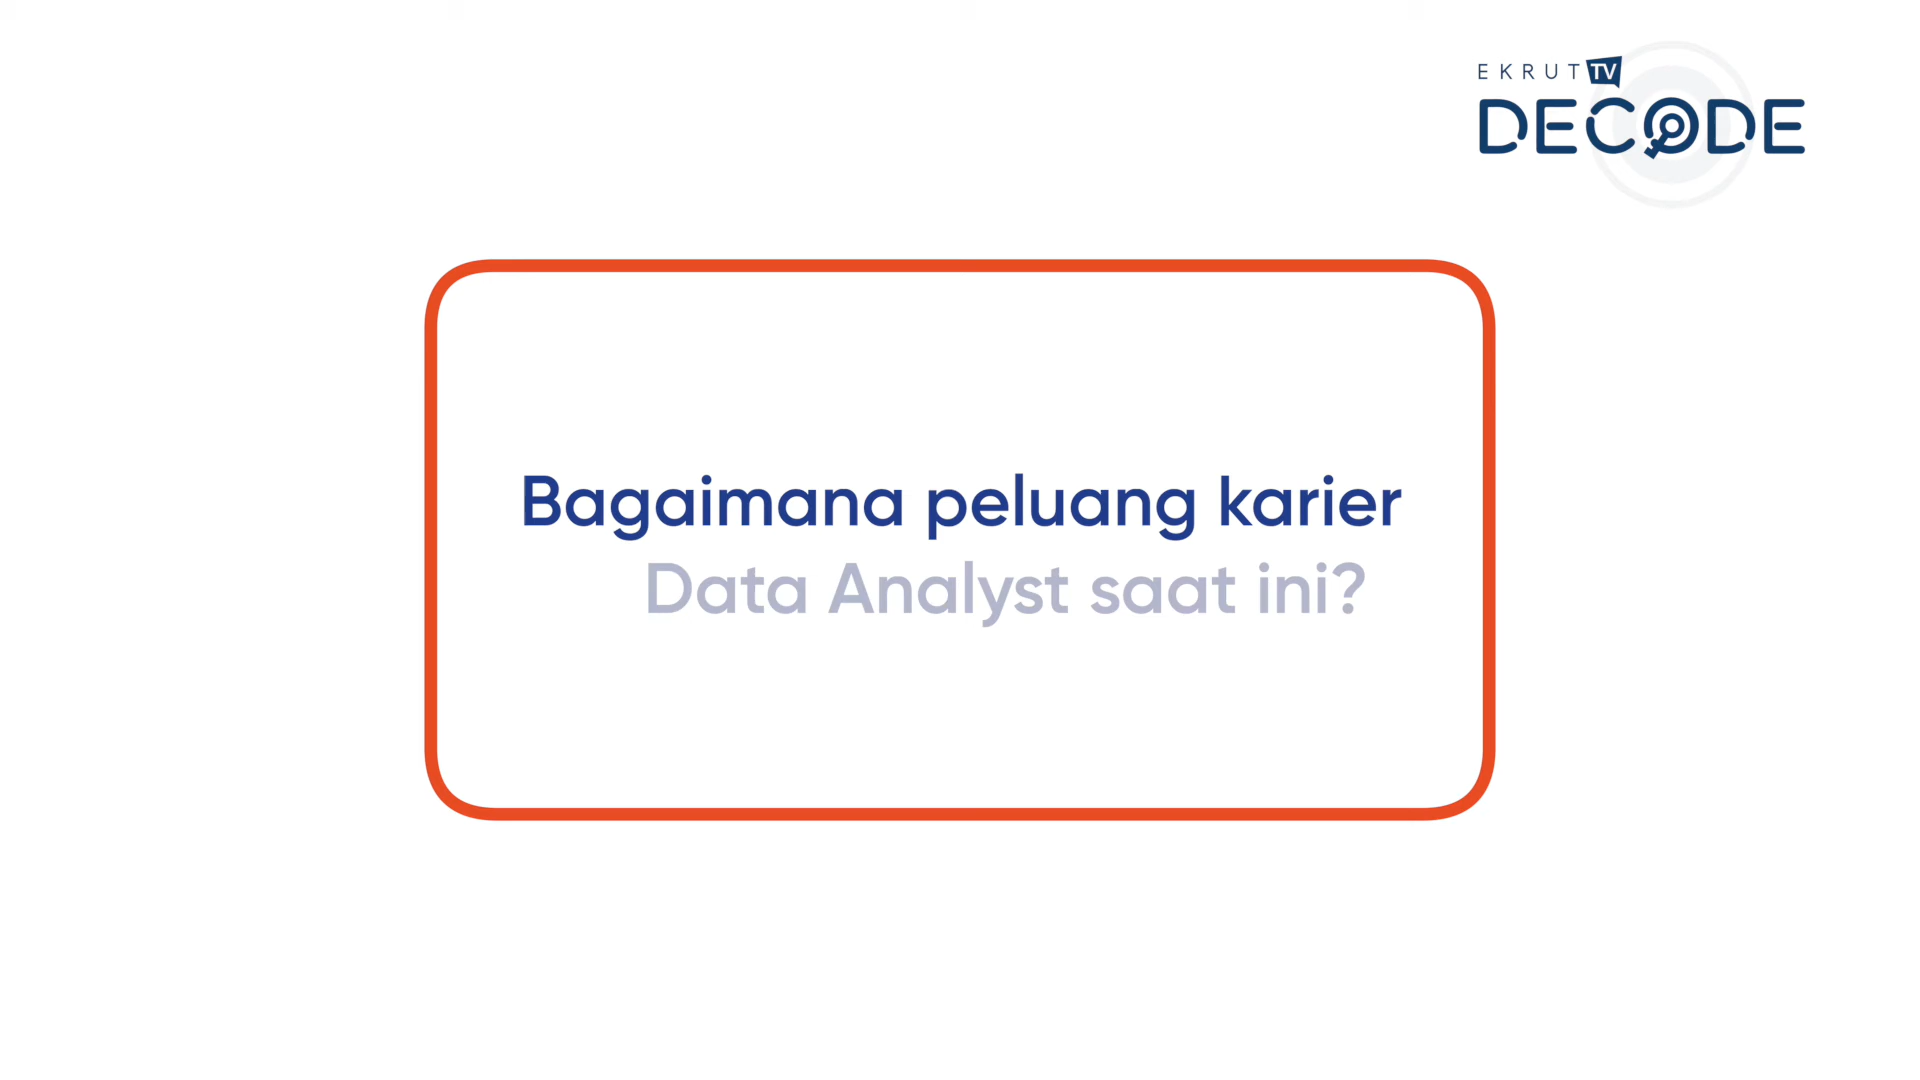 EKRUT TV
DECODE
Bagaimana peluang karier
Data Analyst saat ini?